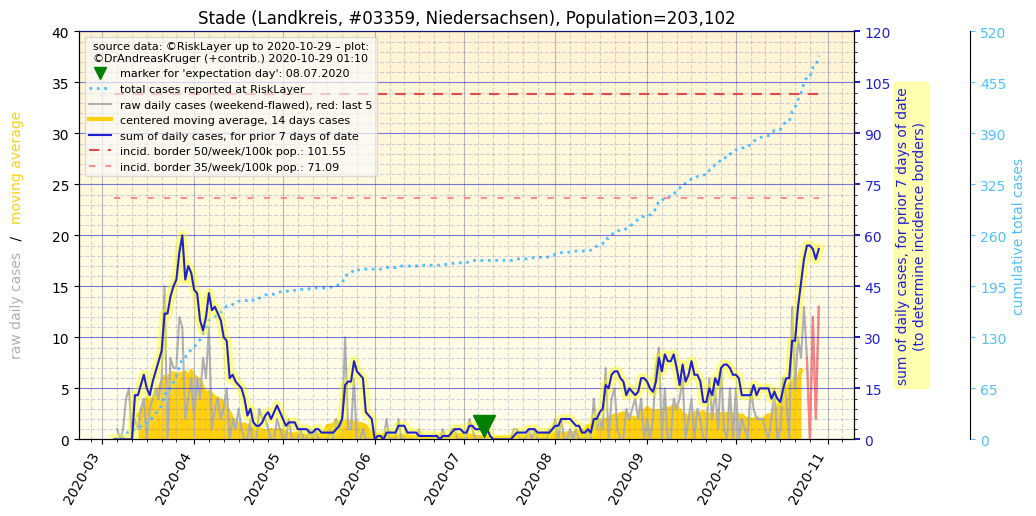 Stade (Landkreis, #03359, Niedersachsen), Population=203,102
source data: ©RiskLayer up to 2020-10-29 – plot:
©DrAndreasKruger (+contrib.) 2020-10-29 01:10
marker for 'expectation day': 08.07.2020
total cases reported at RiskLayer
raw daily cases (weekend-flawed), red: last 5
centered moving average, 14 days cases
sum of daily cases, for prior 7 days of date
incid. border 50/week/100k pop.: 101.55
incid. border 35/week/100k pop.: 71.09
raw daily cases / moving average
40
35
30
25
20
15
10
5
0
2020-03
2020-04
2020-05
2020-06
2020-07
2020-08
2020-09
2020-10
2020-11
120
105
90
75
60
45
30
15
0
sum of daily cases, for prior 7 days of date
(to determine incidence borders)
520
455
390
325
260
195
130
65
0
cumulative total cases